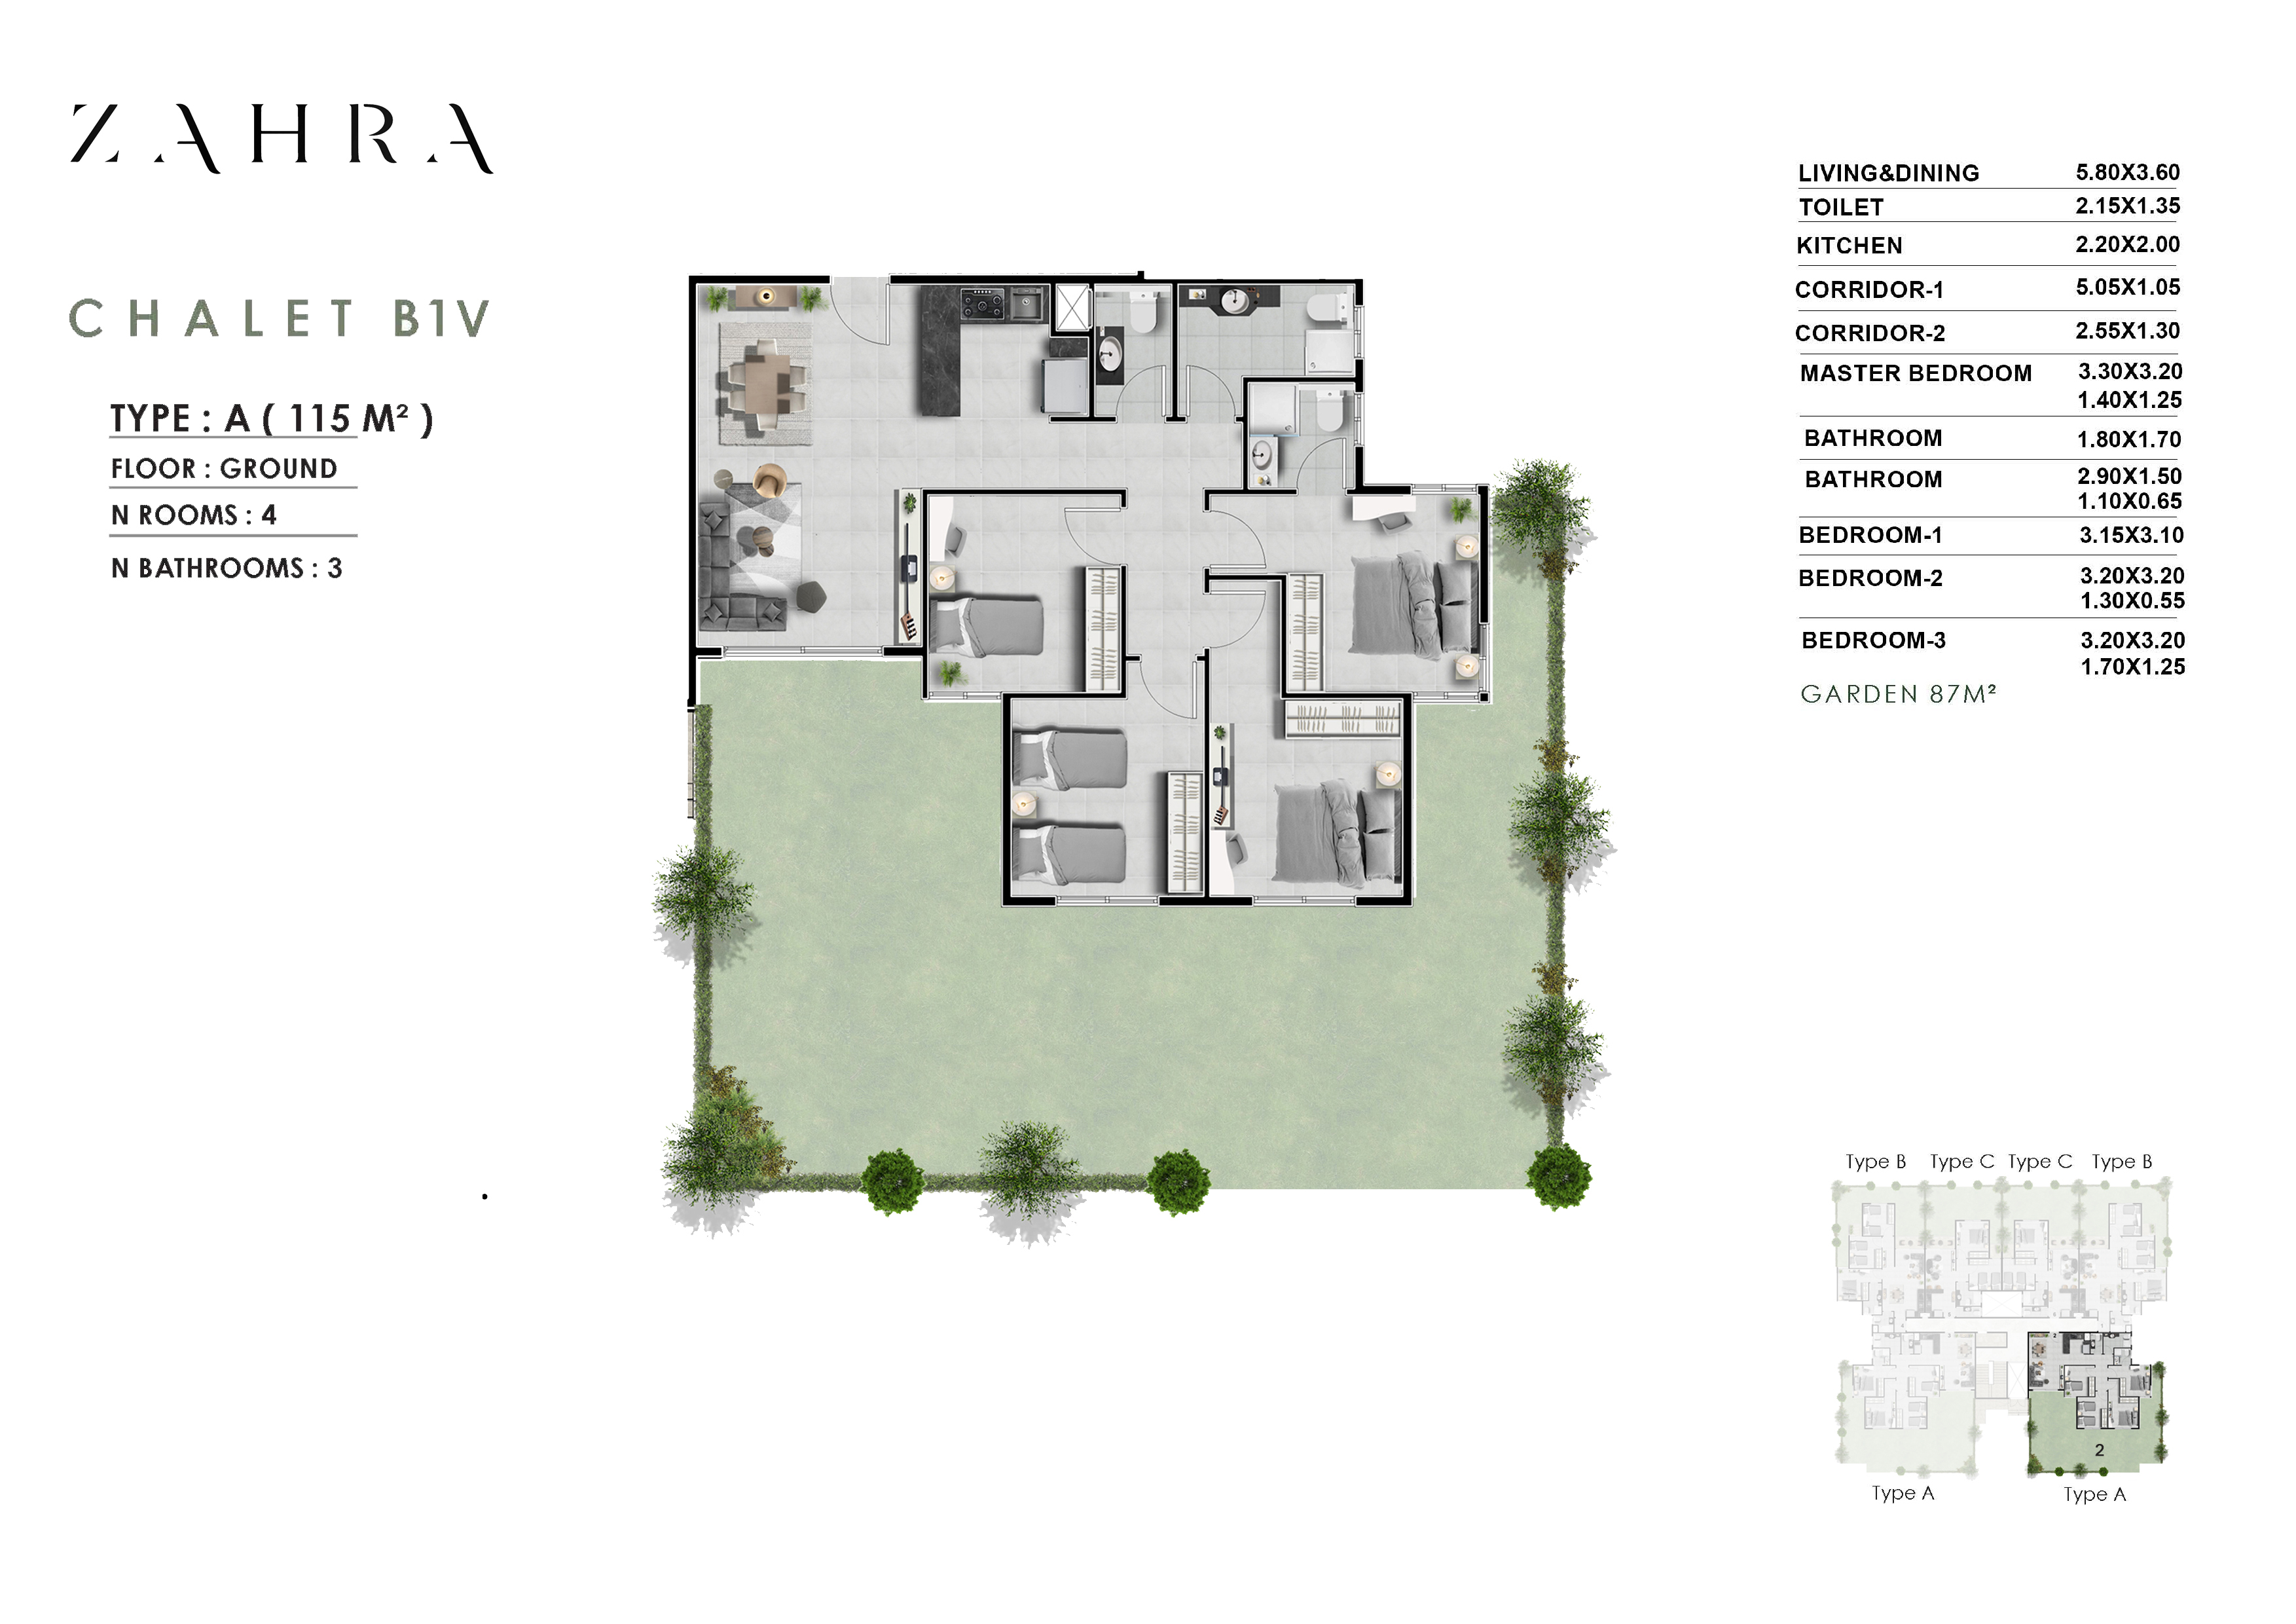 ZAHRA
CHALET B1V
TYPE : A ( 115 M² )
FLOOR : GROUND
N ROOMS : 4
N BATHROOMS : 3
LIVING&DINING 5.80X3.60
TOILET 2.15X1.35
KITCHEN 2.20X2.00
CORRIDOR-1 5.05X1.05
CORRIDOR-2 2.55X1.30
MASTER BEDROOM 3.30X3.20
1.40X1.25
BATHROOM 1.80X1.70
BATHROOM 2.90X1.50
1.10X0.65
BEDROOM-1 3.15X3.10
BEDROOM-2 3.20X3.20
1.30X0.55
BEDROOM-3 3.20X3.20
1.70X1.25
GARDEN 87M²
Type B Type C Type C Type B
2
2
Type A Type A